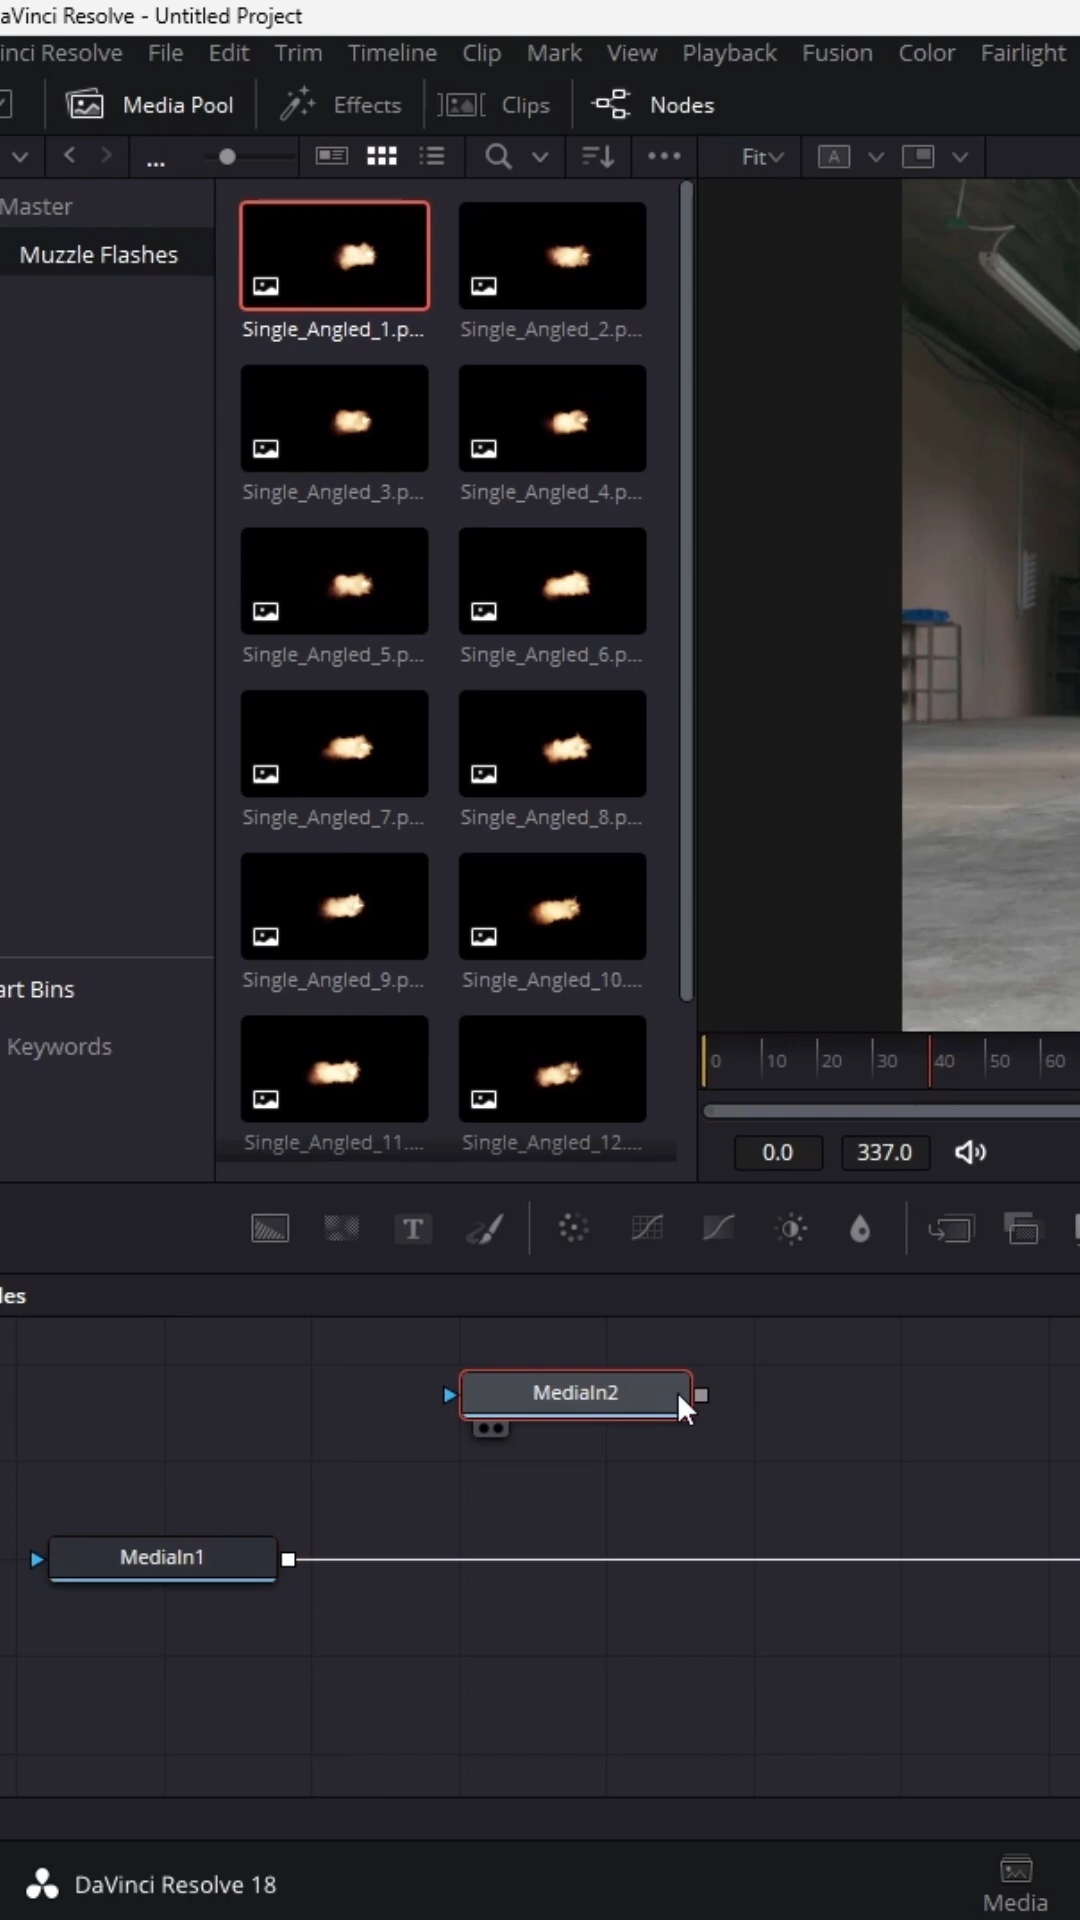 aVinci Resolve - Untitled Project
inci Resolve File Edit Trim Timeline Clip Mark View Playback Fusion Color Fairlight
Media Pool Effects Clips Nodes
... Fit A
Master
Muzzle Flashes
Single_Angled_1.p... Single_Angled_2.p...
Single_Angled_3.p... Single_Angled_4.p...
Single_Angled_5.p... Single_Angled_6.p...
Single_Angled_7.p... Single_Angled_8.p...
Single_Angled_9.p... Single_Angled_10....
Single_Angled_11.... Single_Angled_12....
art Bins
Keywords
0 10 20 30 40 50 60
0.0 337.0
T
les
MediaIn2
MediaIn1
DaVinci Resolve 18
Media